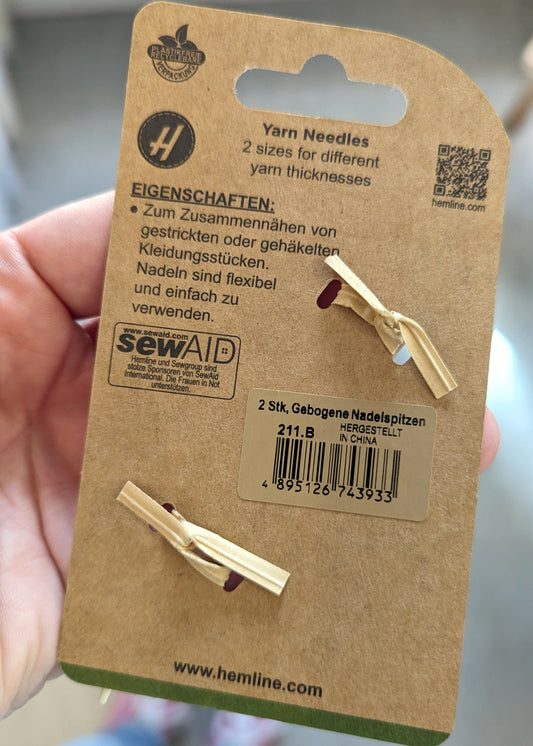 PLASTIKFREIE
RECYCLEBARE
VERPACKUNG
H
Yarn Needles
2 sizes for different
yarn thicknesses
hemline.com
EIGENSCHAFTEN:
• Zum Zusammennähen von
gestrickten oder gehäkelten
Kleidungsstücken.
Nadeln sind flexibel
und einfach zu
verwenden.
www.sewaid.com
sewAID
Hemline und Sewgroup sind
stolze Sponsoren von SewAid
International. Die Frauen in Not
unterstützen.
2 Stk, Gebogene Nadelspitzen
211.B
HERGESTELLT
IN CHINA
4 895126 743933
www.hemline.com